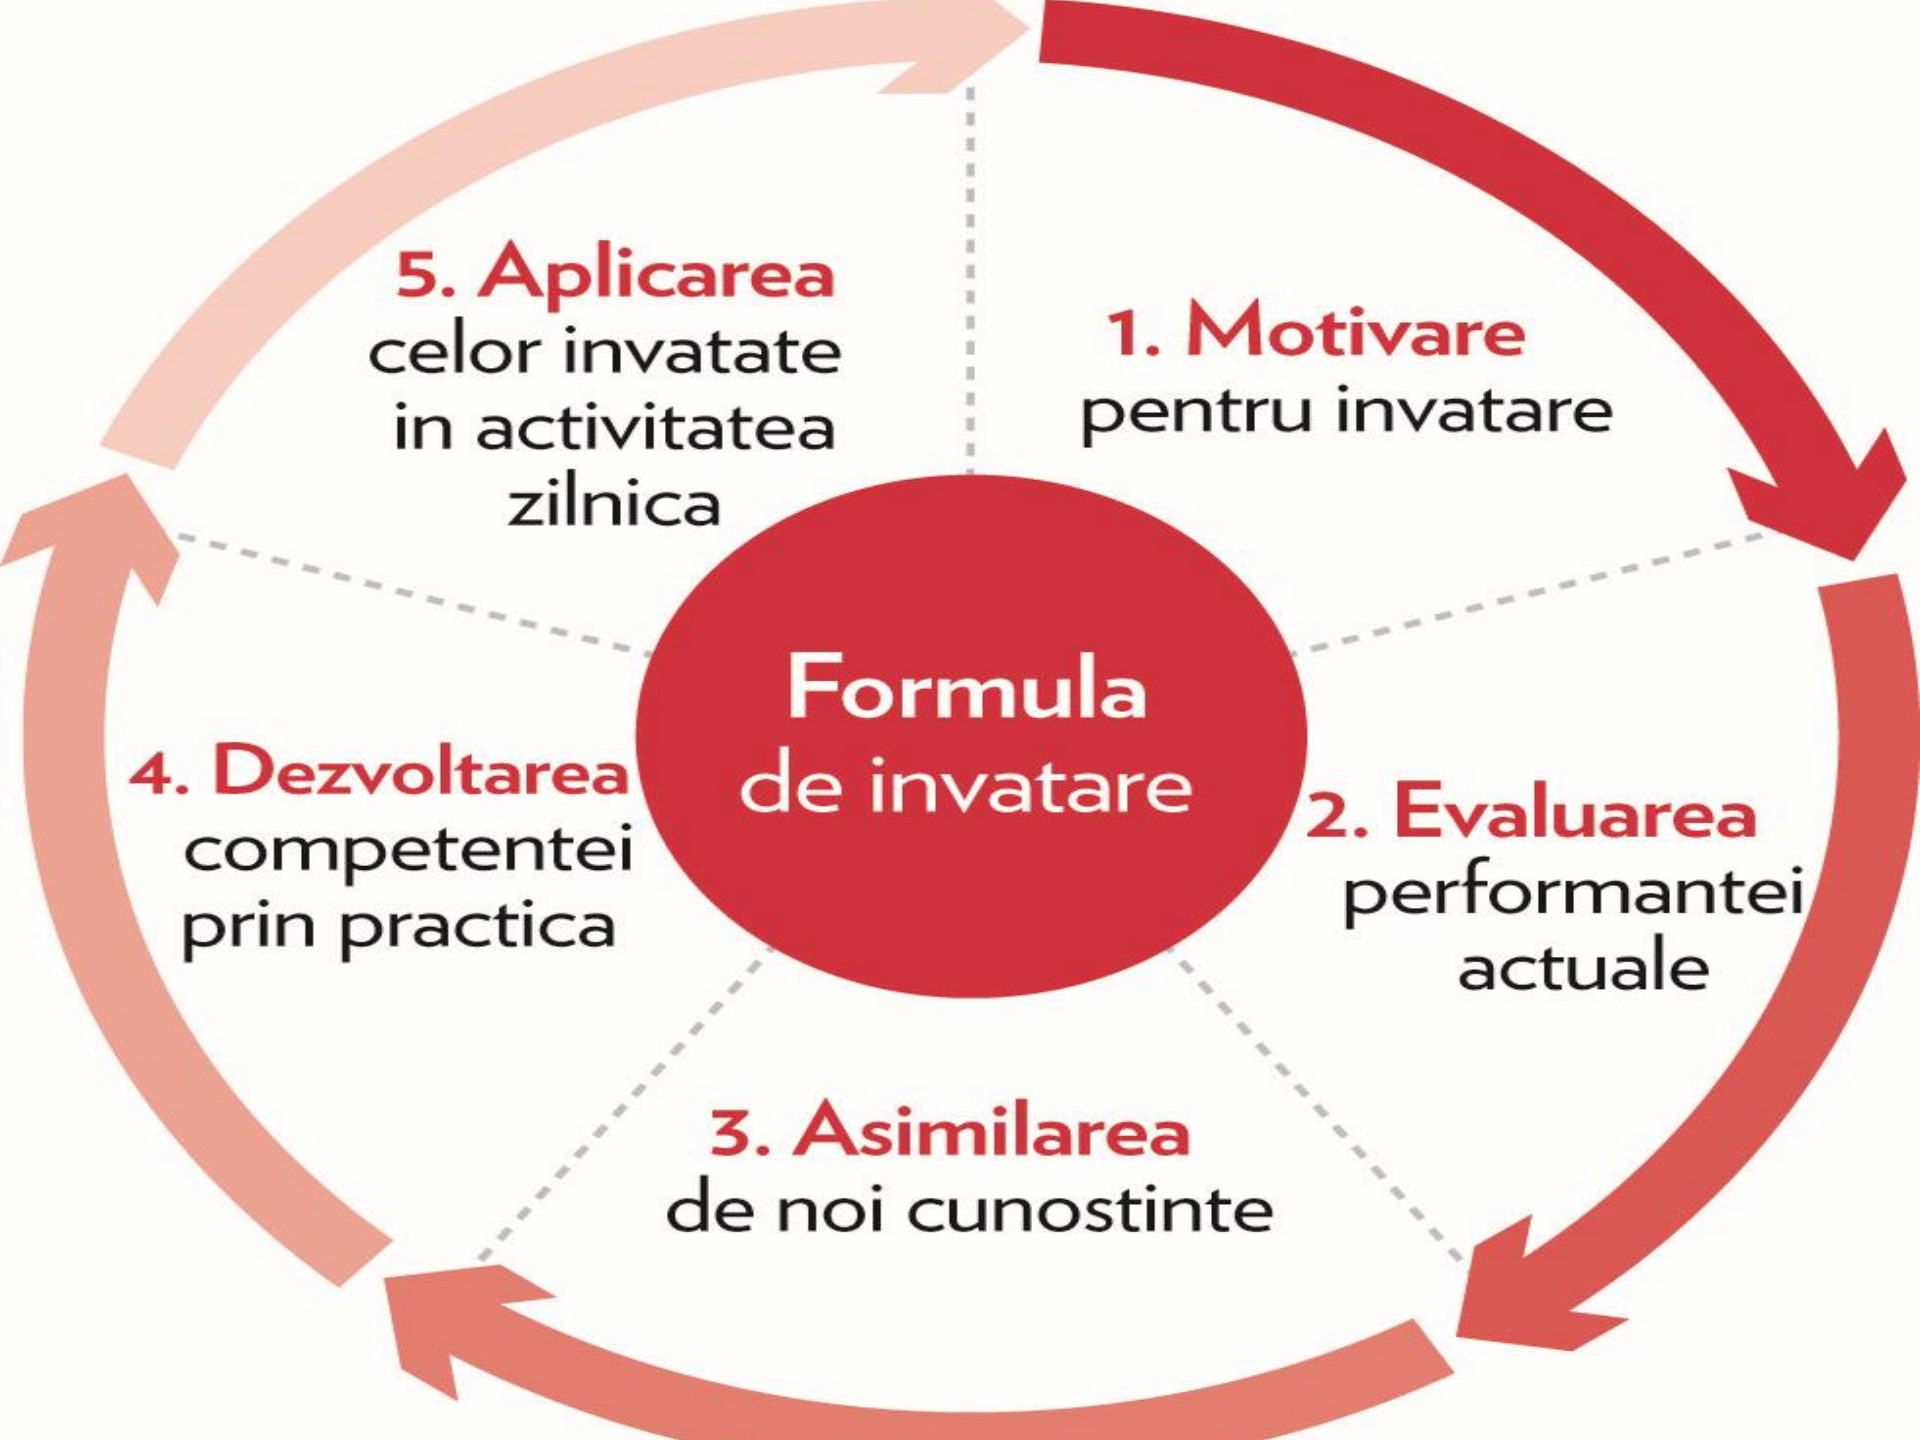 Formula
de invatare
1. Motivare
pentru invatare
2. Evaluarea
performantei
actuale
3. Asimilarea
de noi cunostinte
4. Dezvoltarea
competentei
prin practica
5. Aplicarea
celor invatate
in activitatea
zilnica